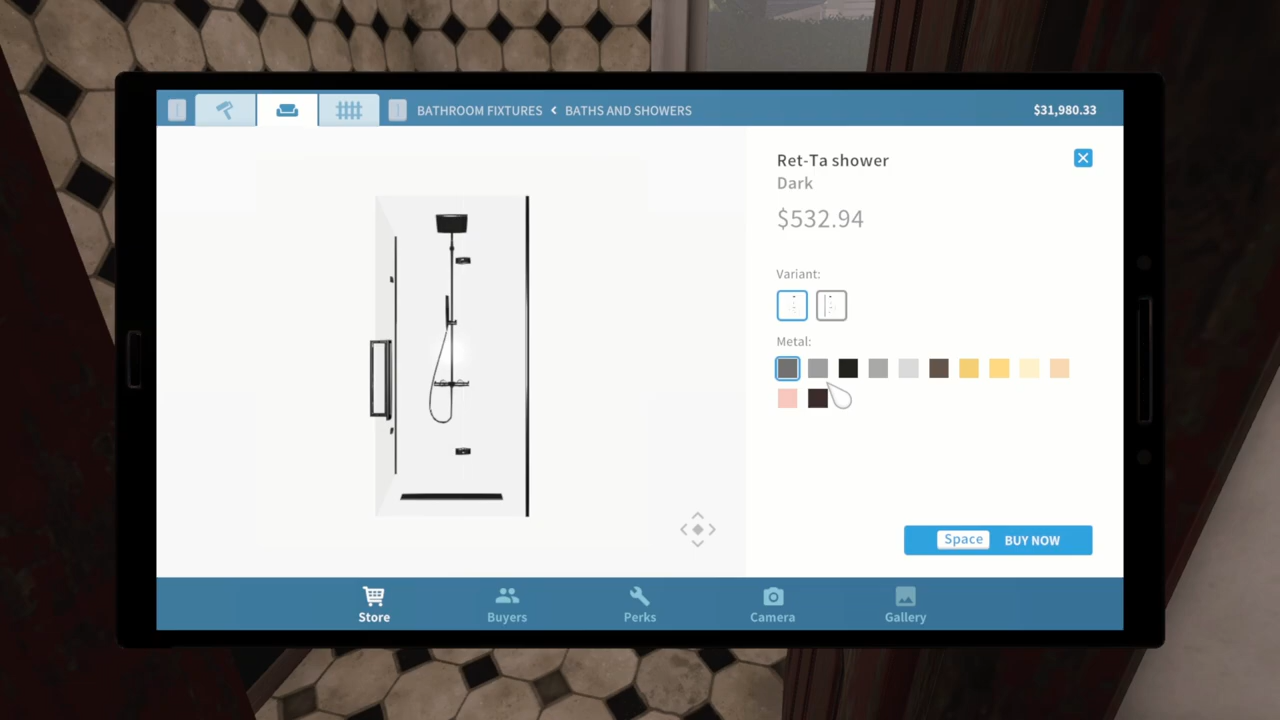 BATHROOM FIXTURES < BATHS AND SHOWERS
$31,980.33
Ret-Ta shower
Dark
$532.94
Variant:
Metal:
Space BUY NOW
Store
Buyers
Perks
Camera
Gallery